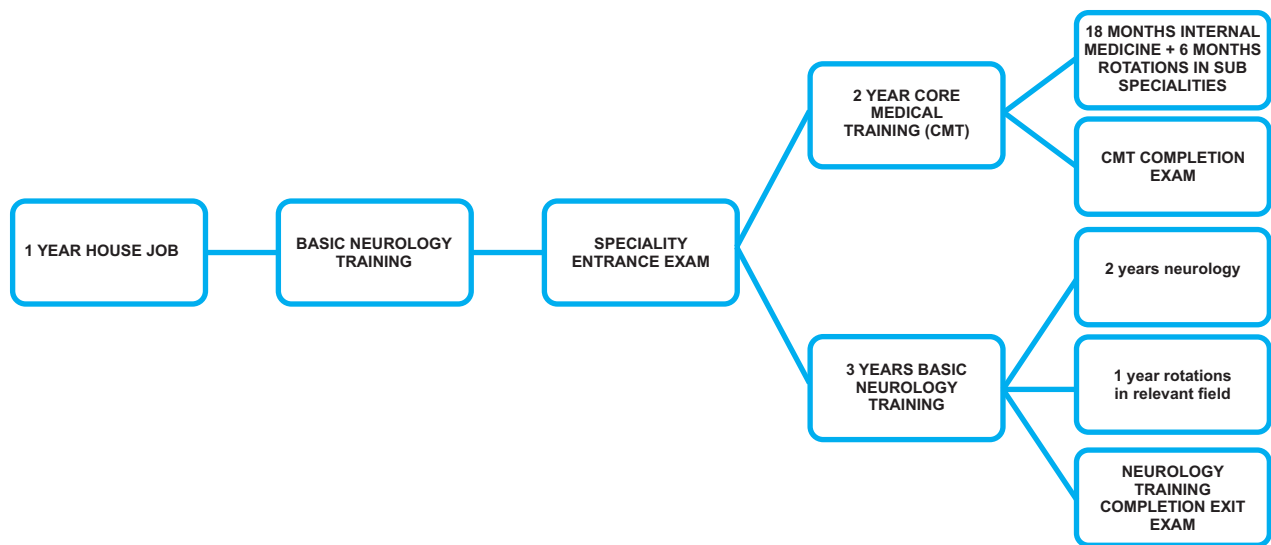 1 YEAR HOUSE JOB
BASIC NEUROLOGY
TRAINING
SPECIALITY
ENTRANCE EXAM
2 YEAR CORE
MEDICAL
TRAINING (CMT)
18 MONTHS INTERNAL
MEDICINE + 6 MONTHS
ROTATIONS IN SUB
SPECIALITIES
CMT COMPLETION
EXAM
3 YEARS BASIC
NEUROLOGY
TRAINING
2 years neurology
1 year rotations
in relevant field
NEUROLOGY
TRAINING
COMPLETION EXIT
EXAM